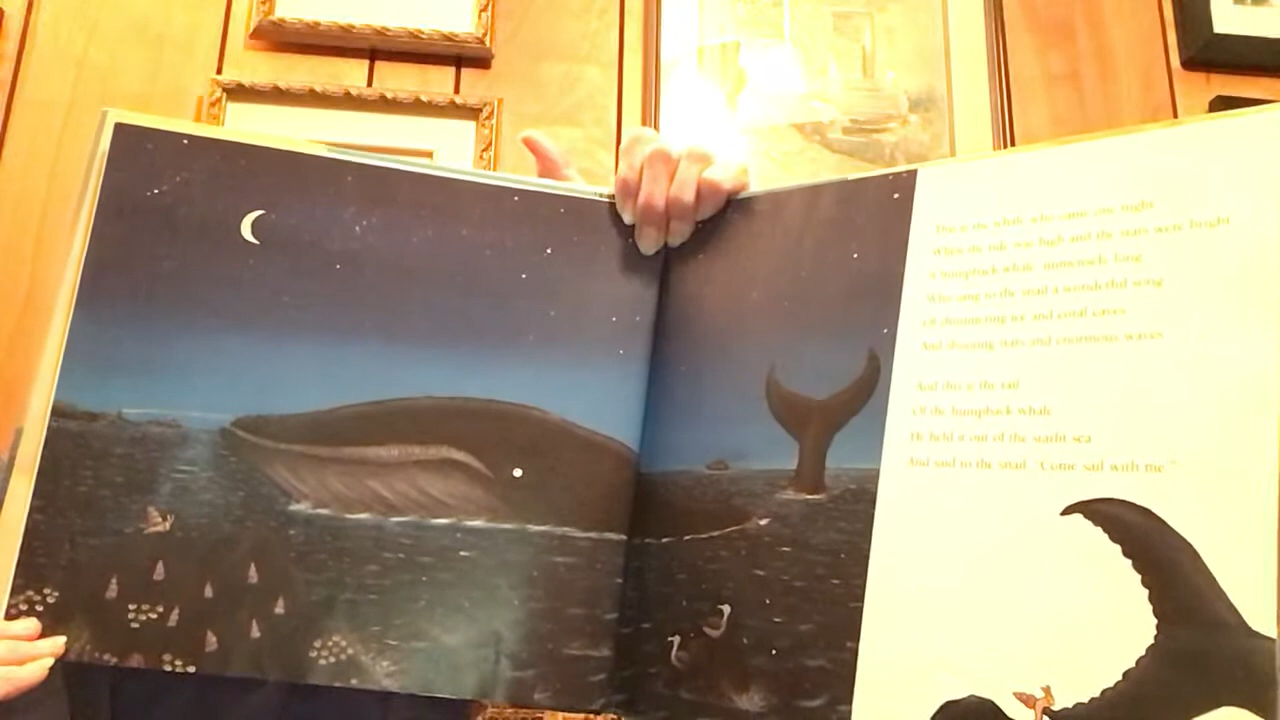 This is the whale who came one night
When the tide was high and the stars were bright
A humpback whale immensely long
Who sang to the snail a wonderful song
Of shimmering ice and coral caves
And shooting stars and enormous waves
And this is the tail
Of the humpback whale
He held it out of the starlit sea
And said to the snail "Come sail with me."